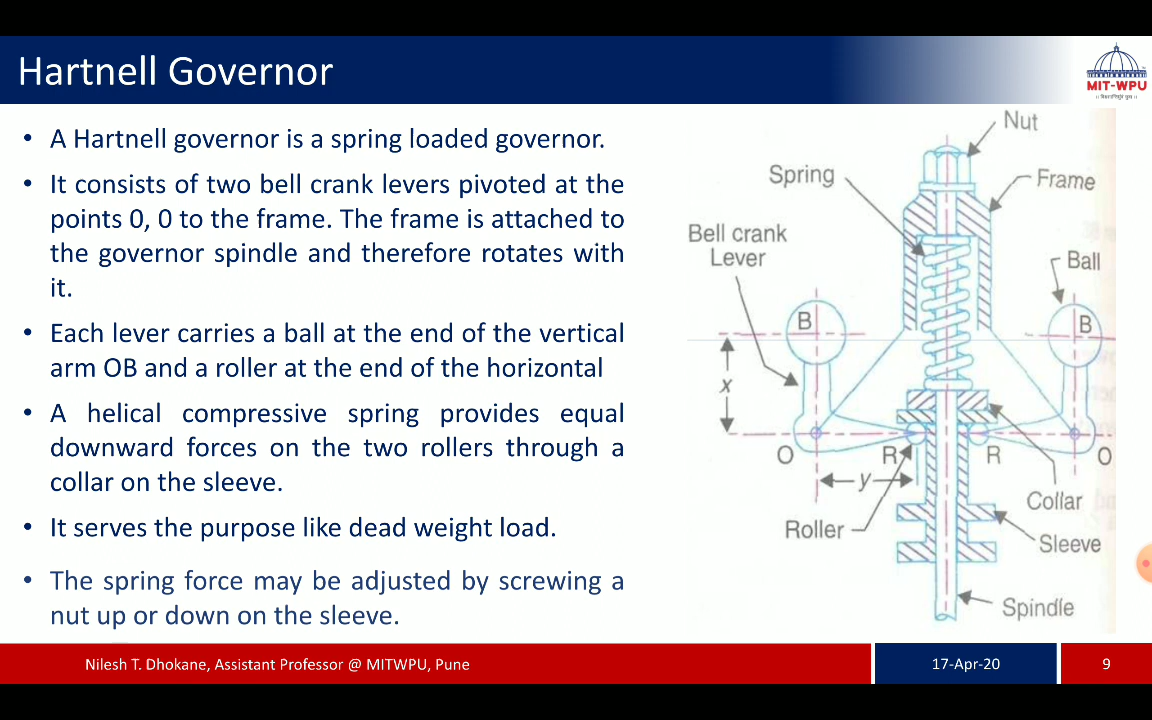 Hartnell Governor
MIT-WPU
• A Hartnell governor is a spring loaded governor.
• It consists of two bell crank levers pivoted at the
points 0, 0 to the frame. The frame is attached to
the governor spindle and therefore rotates with
it.
• Each lever carries a ball at the end of the vertical
arm OB and a roller at the end of the horizontal
• A helical compressive spring provides equal
downward forces on the two rollers through a
collar on the sleeve.
• It serves the purpose like dead weight load.
• The spring force may be adjusted by screwing a
nut up or down on the sleeve.
Nut
Spring
Frame
Bell crank
Lever
Ball
B
B
x
O
R
R
O
y
Collar
Roller
Sleeve
Spindle
Nilesh T. Dhokane, Assistant Professor @ MITWPU, Pune
17-Apr-20
9